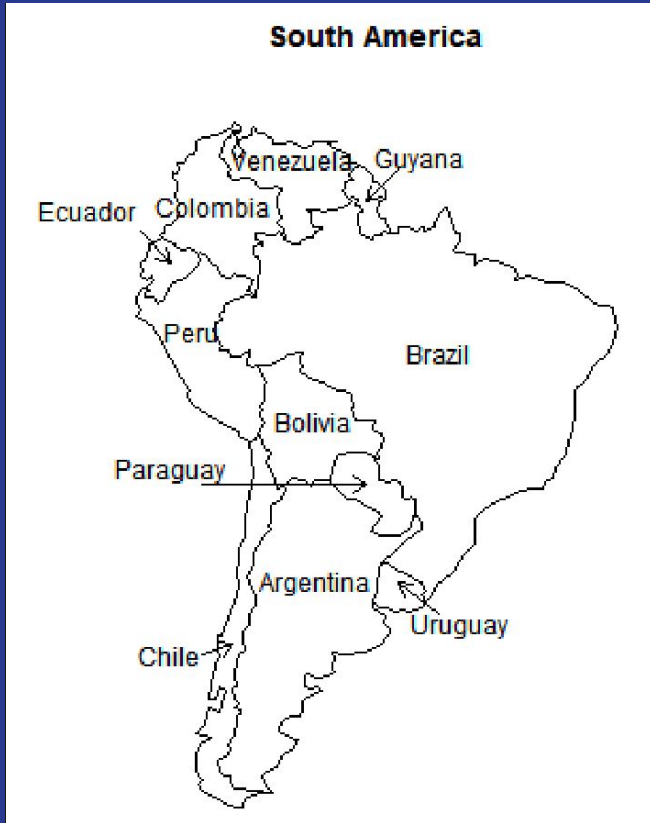 South America
Venezuela
Guyana
Ecuador
Colombia
Peru
Brazil
Bolivia
Paraguay
Argentina
Uruguay
Chile